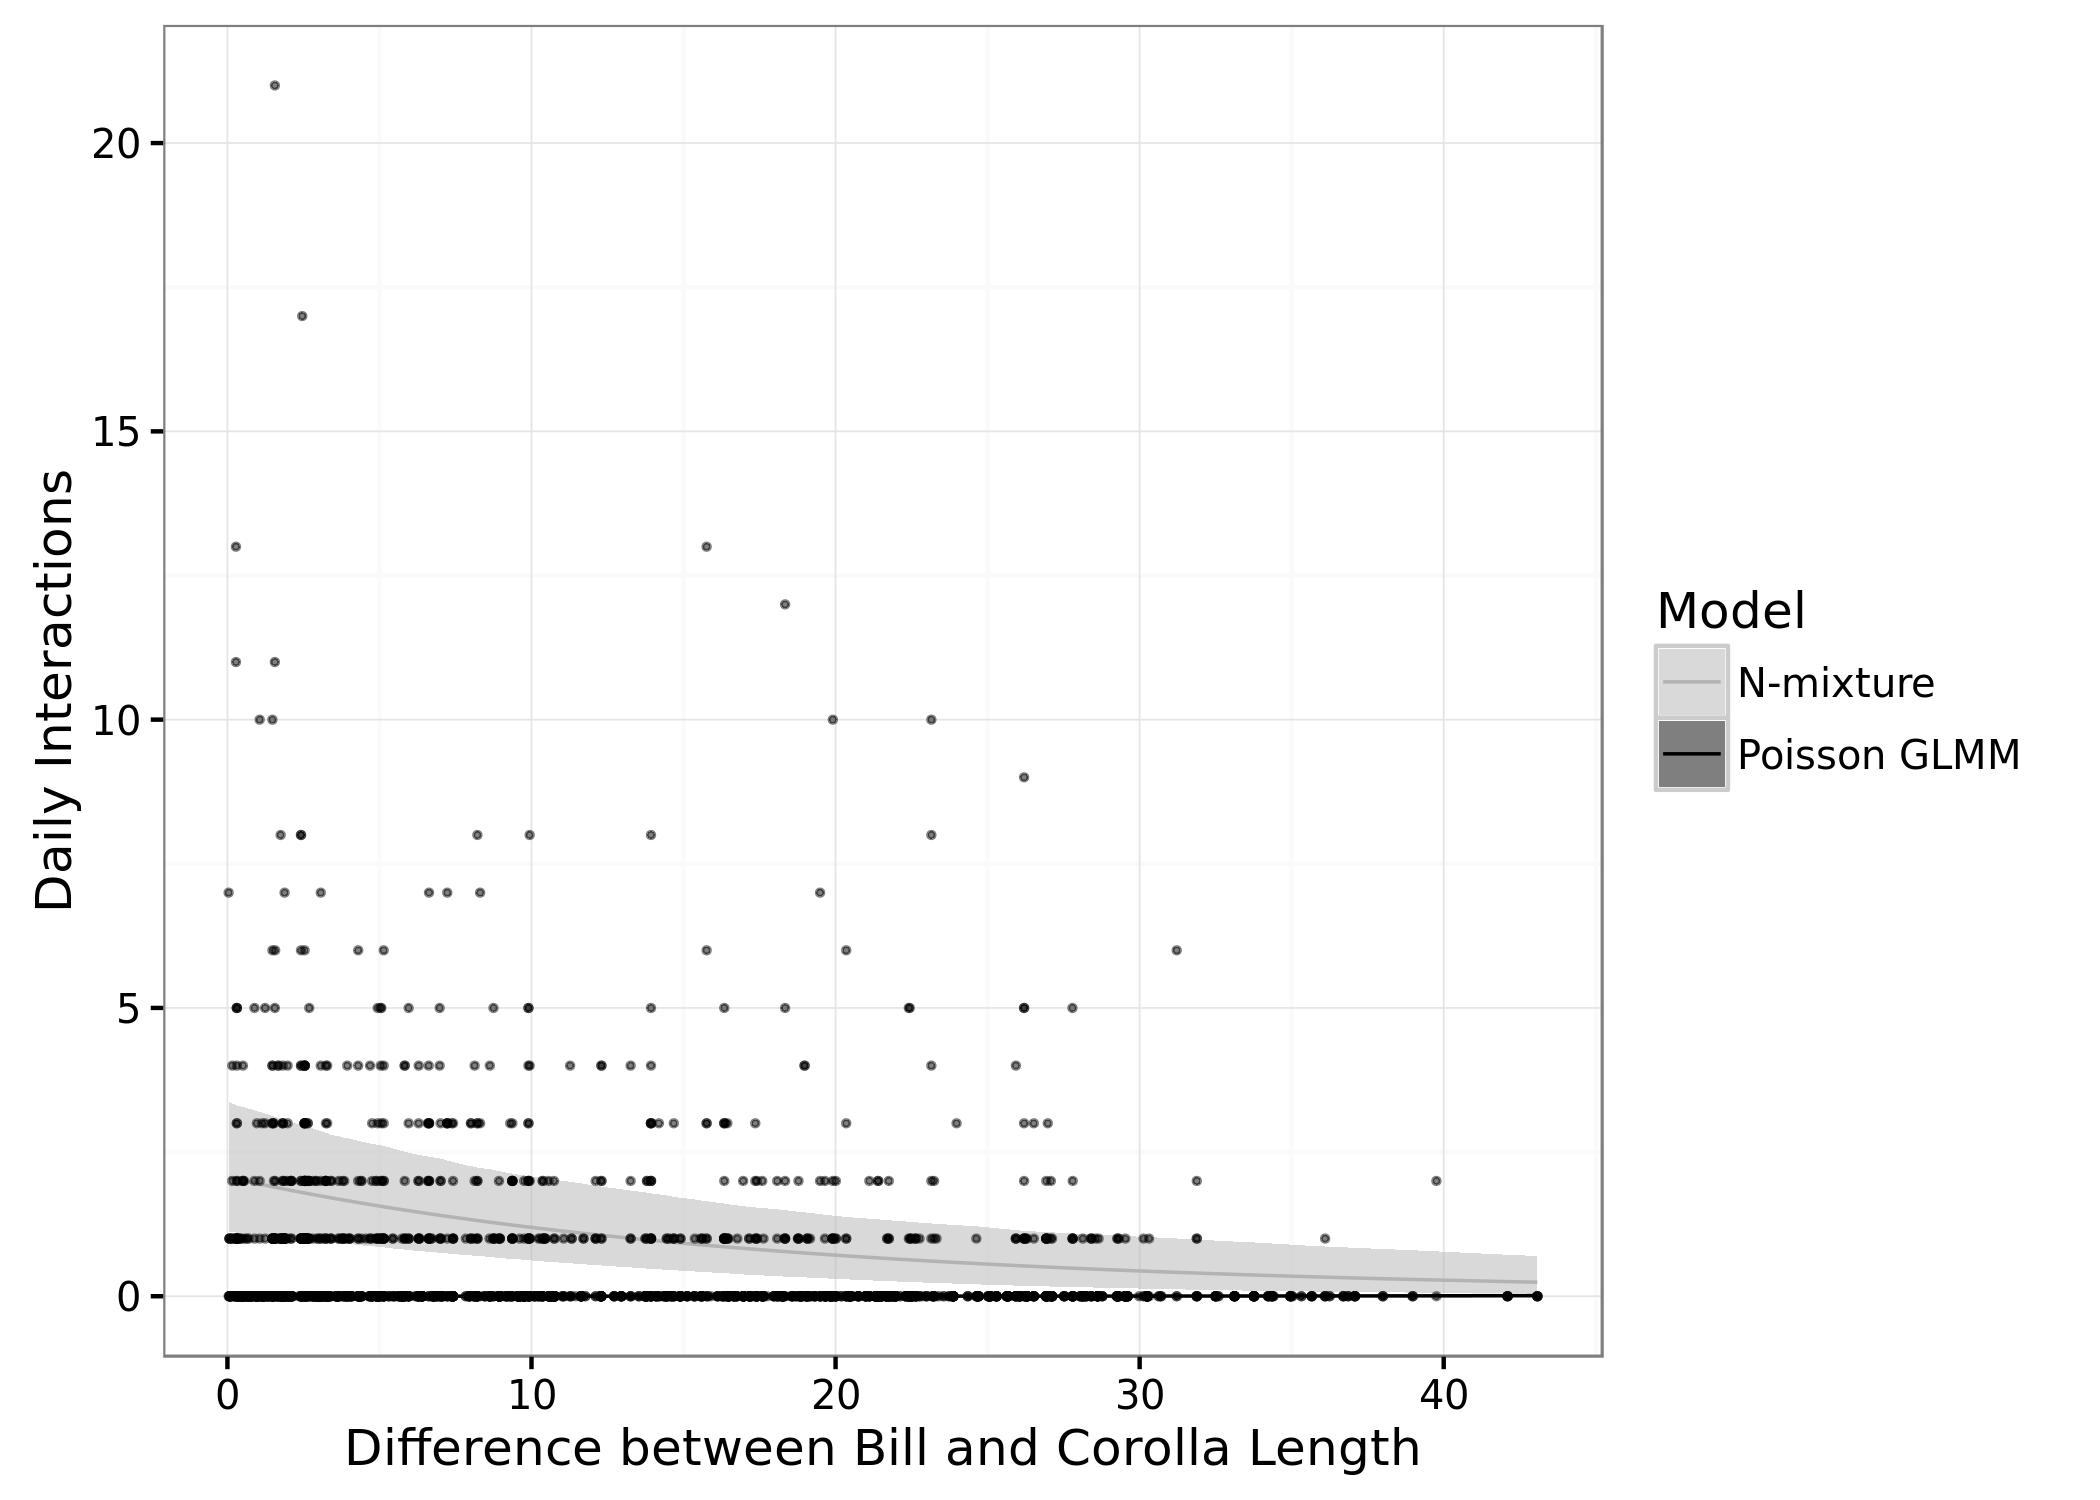 Daily Interactions
20
15
10
5
0
0 10 20 30 40
Difference between Bill and Corolla Length
Model
N-mixture
Poisson GLMM